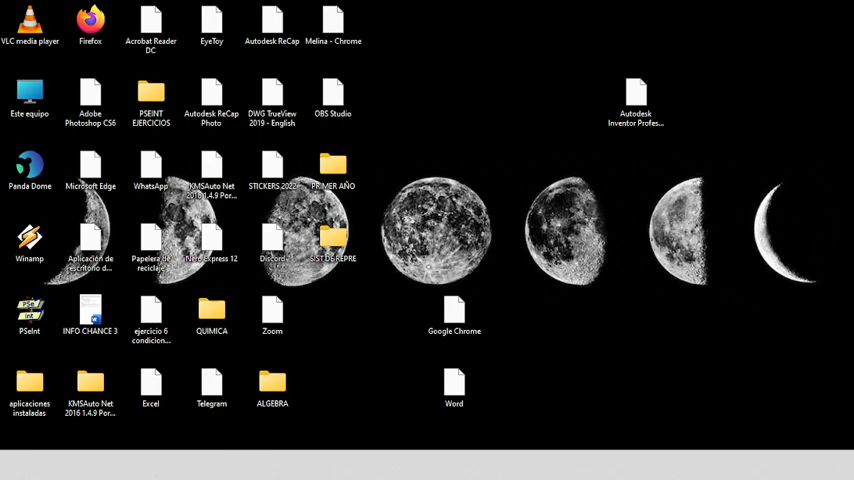 VLC media player
Firefox
Acrobat Reader
DC
EyeToy
Autodesk ReCap
Melina - Chrome
Este equipo
Adobe
Photoshop CS6
PSEINT
EJERCICIOS
Autodesk ReCap
Photo
DWG TrueView
2019 - English
OBS Studio
Autodesk
Inventor Profes...
Panda Dome
Microsoft Edge
WhatsApp
KMSAuto Net
2016 1.4.9 Por...
STICKERS 2022
PRIMER AÑO
Winamp
Aplicación de
escritorio d...
Papelera de
reciclaje
Nero Express 12
Discord
SIST DE REPRE
PSeInt
INFO CHANCE 3
ejercicio 6
condicion...
QUIMICA
Zoom
Google Chrome
aplicaciones
instaladas
KMSAuto Net
2016 1.4.9 Por...
Excel
Telegram
ALGEBRA
Word